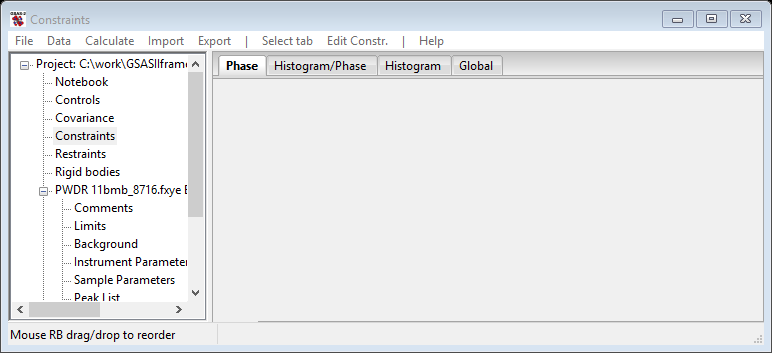 Constraints
File Data Calculate Import Export | Select tab Edit Constr. | Help
Project: C:\work\GSASIIframe
Notebook
Controls
Covariance
Constraints
Restraints
Rigid bodies
PWDR 11bmb_8716.fxye B
Comments
Limits
Background
Instrument Parameter
Sample Parameters
Peak List
Phase Histogram/Phase Histogram Global
Mouse RB drag/drop to reorder